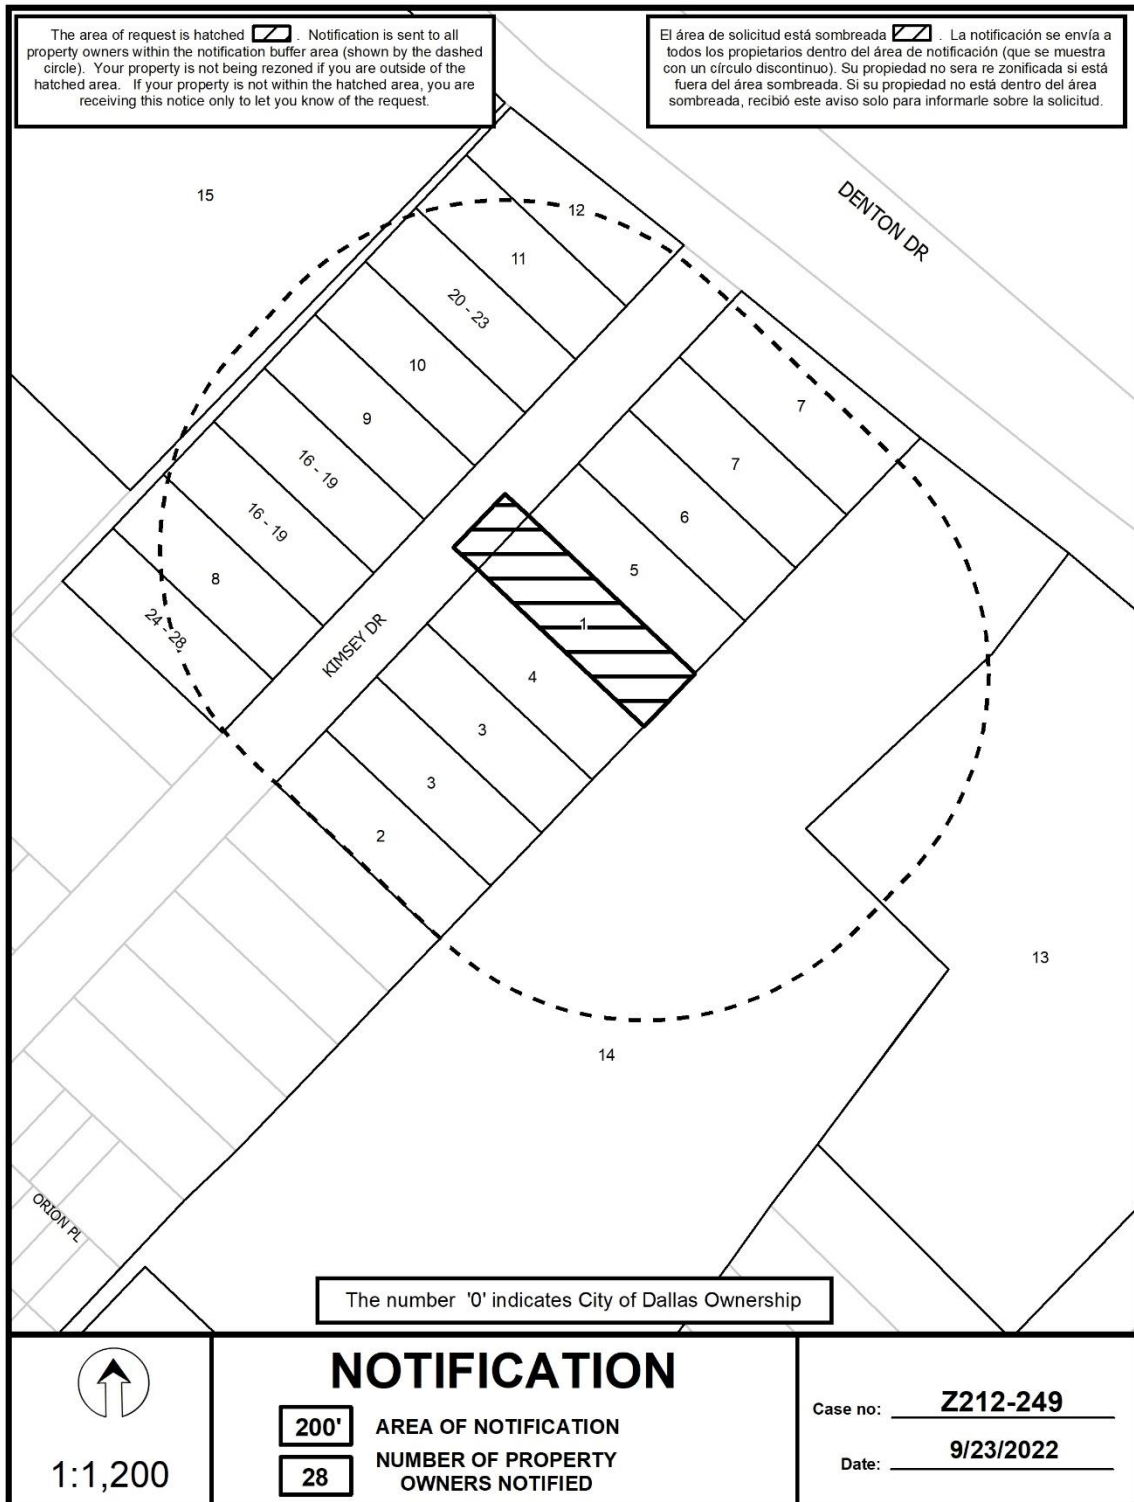 The area of request is hatched . Notification is sent to all
property owners within the notification buffer area (shown by the dashed
circle). Your property is not being rezoned if you are outside of the
hatched area. If your property is not within the hatched area, you are
receiving this notice only to let you know of the request.
El área de solicitud está sombreada . La notificación se envía a
todos los propietarios dentro del área de notificación (que se muestra
con un círculo discontinuo). Su propiedad no sera re zonificada si está
fuera del área sombreada. Si su propiedad no está dentro del área
sombreada, recibió este aviso solo para informarle sobre la solicitud.
15
12
DENTON DR
11
20 - 23
10
7
9
7
16 - 19
6
16 - 19
5
8
1
24 - 28
KIMSEY DR
4
3
3
2
13
14
ORION PL
The number '0' indicates City of Dallas Ownership
1:1,200
NOTIFICATION
200' AREA OF NOTIFICATION
28 NUMBER OF PROPERTY
OWNERS NOTIFIED
Case no: Z212-249
Date: 9/23/2022